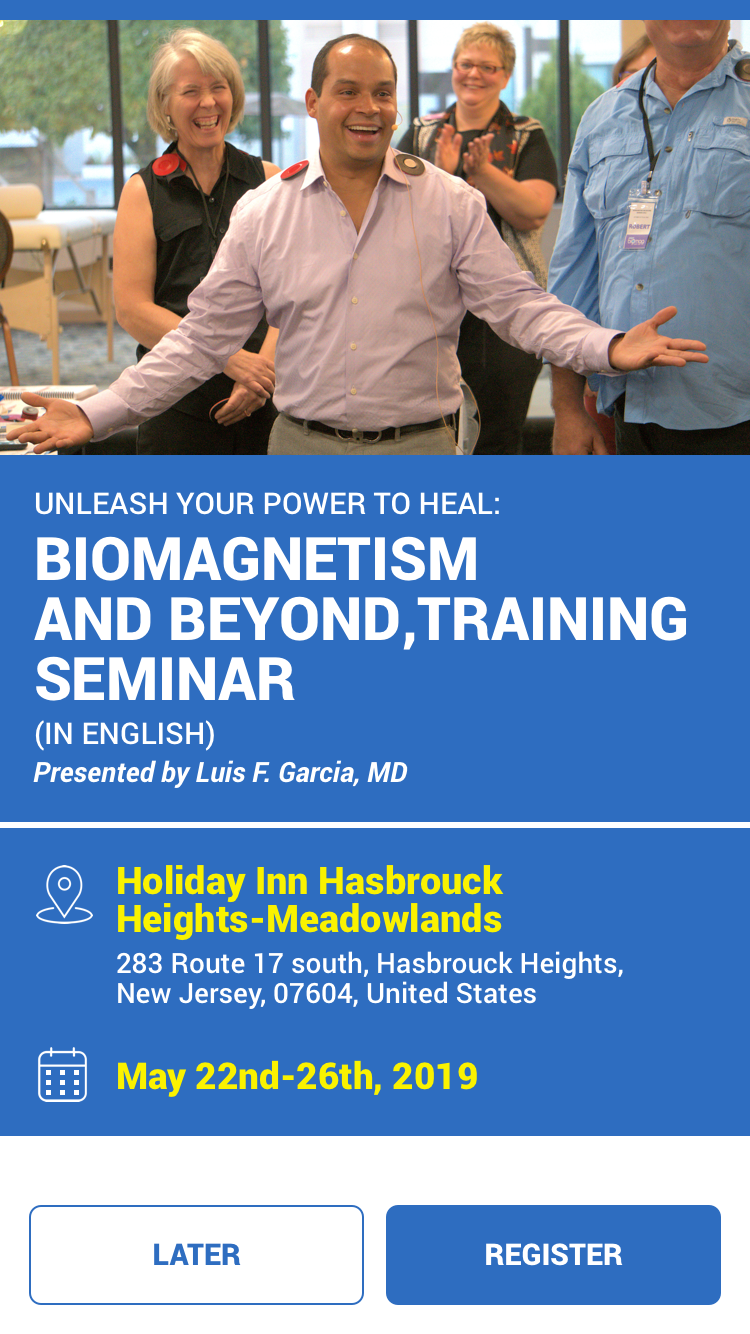 ROBERT
UNLEASH YOUR POWER TO HEAL:
BIOMAGNETISM
AND BEYOND,TRAINING
SEMINAR
(IN ENGLISH)
Presented by Luis F. Garcia, MD
Holiday Inn Hasbrouck
Heights-Meadowlands
283 Route 17 south, Hasbrouck Heights,
New Jersey, 07604, United States
May 22nd-26th, 2019
LATER
REGISTER